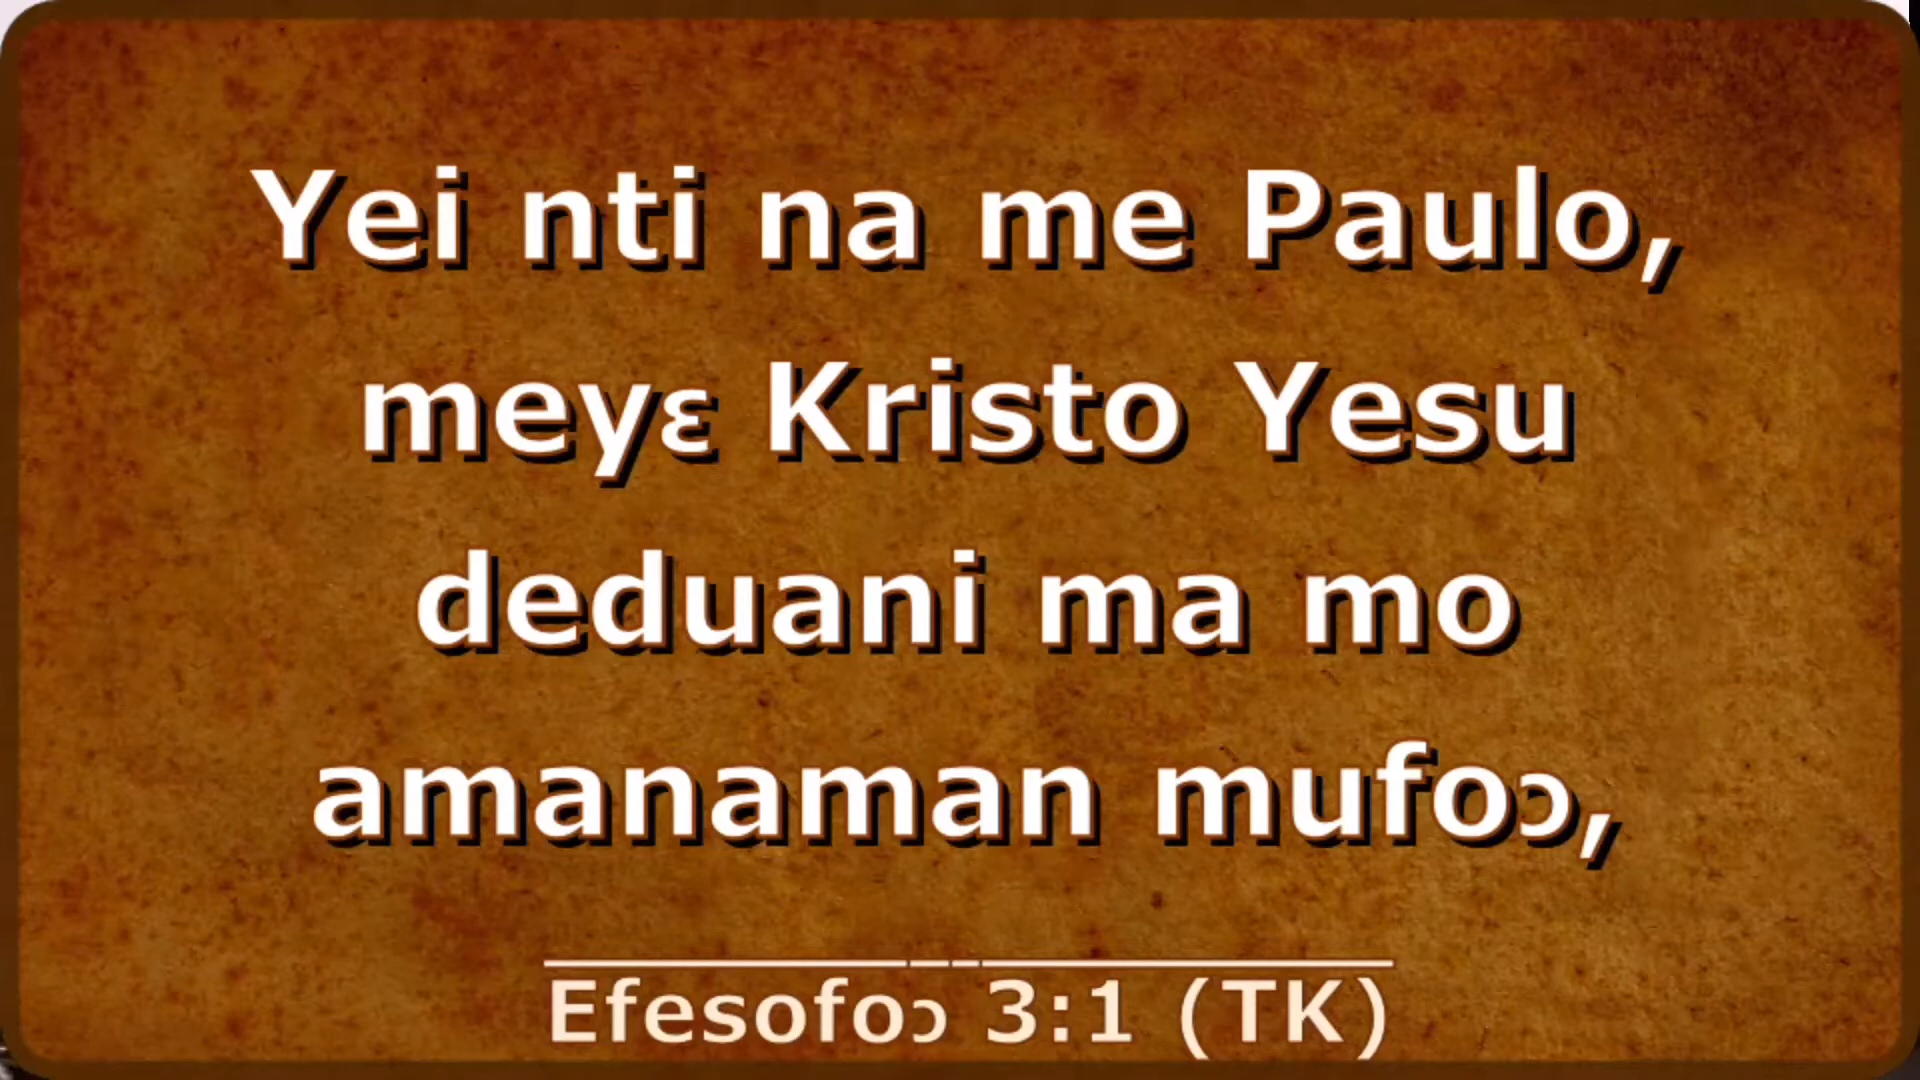 Yei nti na me Paulo,
meyɛ Kristo Yesu
deduani ma mo
amanaman mufoɔ,
Efesofoɔ 3:1 (TK)